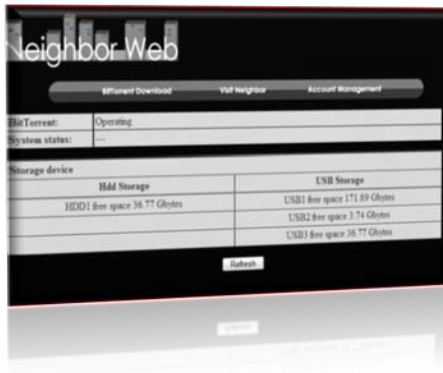 Neighbor Web
BitTorrent Download Visit Neighbor Account Management
BitTorrent: Operating
System status: ---
Storage device
Hdd Storage USB Storage
HDD1 free space 36.77 Gbytes USB1 free space 171.89 Gbytes
USB2 free space 3.74 Gbytes
USB3 free space 36.77 Gbytes
Refresh